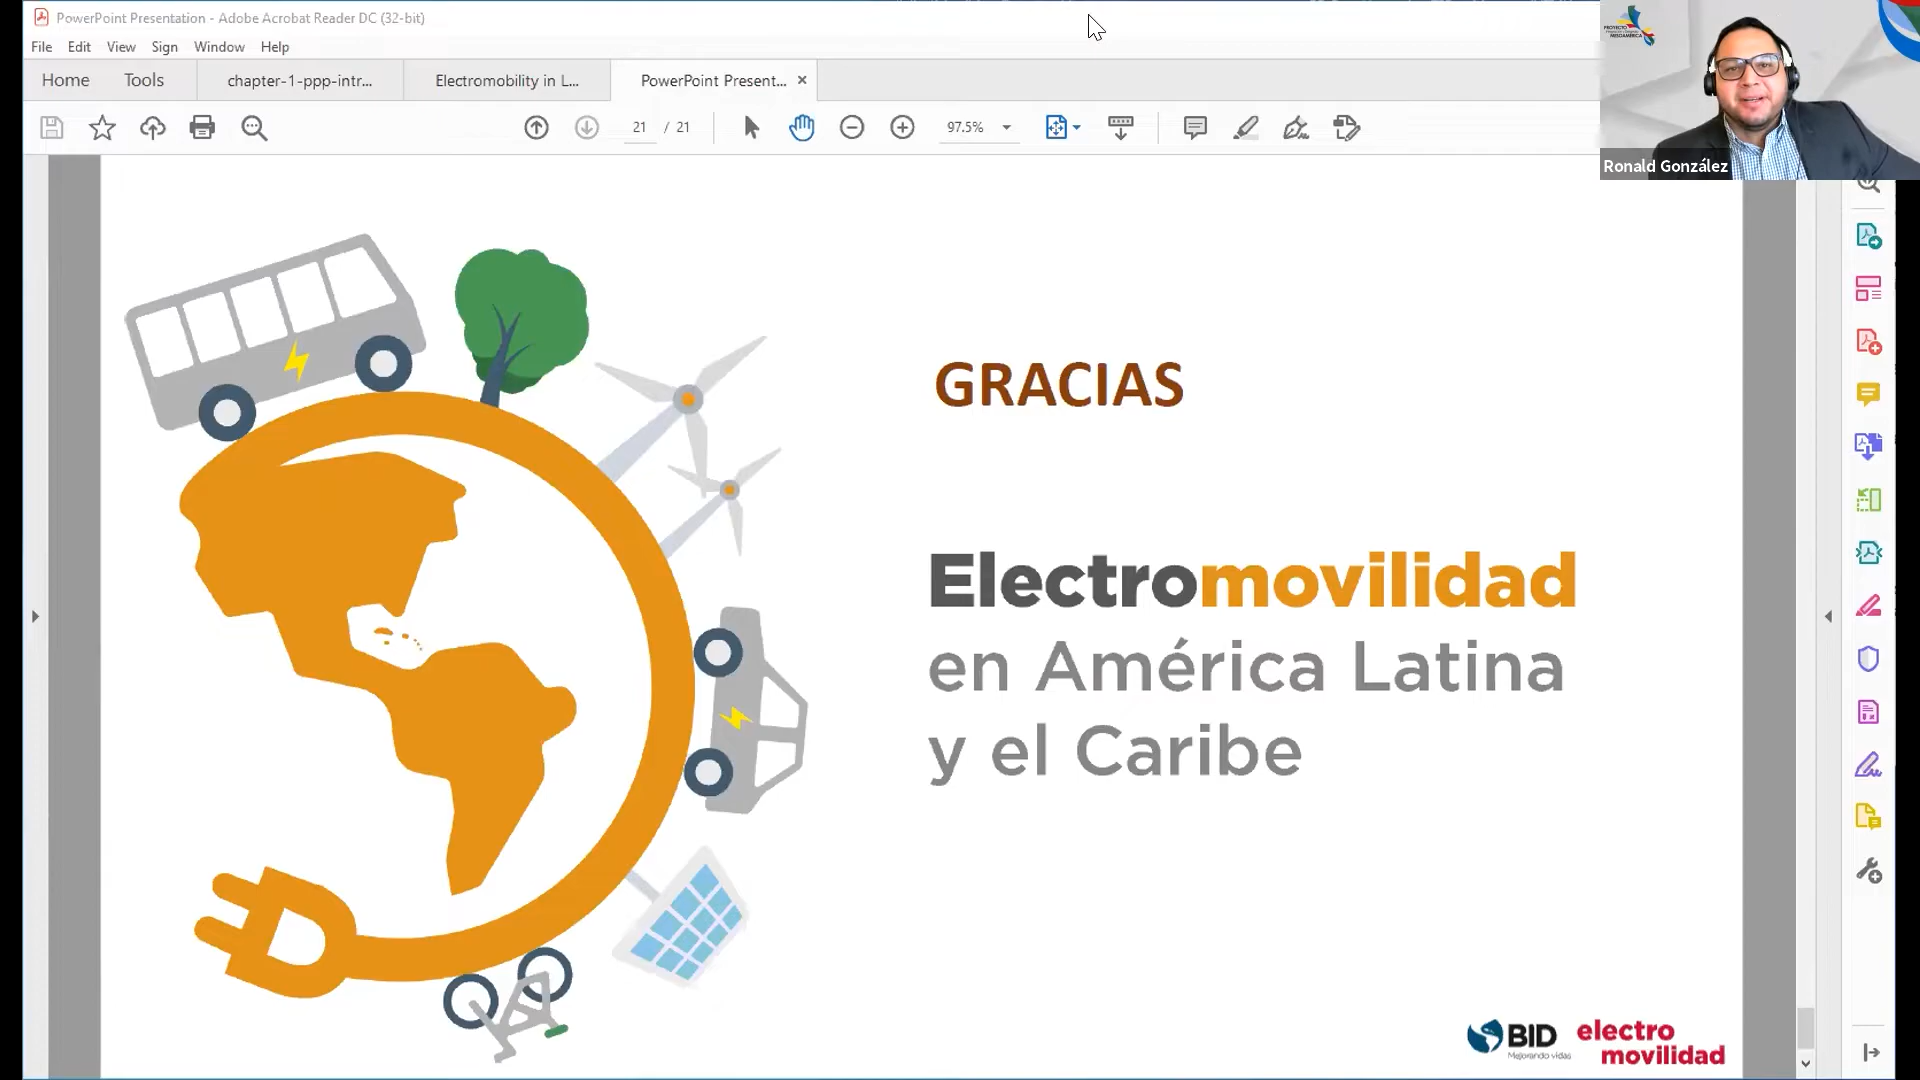 PowerPoint Presentation - Adobe Acrobat Reader DC (32-bit)
File Edit View Sign Window Help
Home Tools chapter-1-ppp-intr... Electromobility in L... PowerPoint Present... ×
21 / 21 97.5%
PROYECTO
MESOAMÉRICA
Ronald González
GRACIAS
Electromovilidad
en América Latina
y el Caribe
BID
Mejorando vidas
electro
movilidad